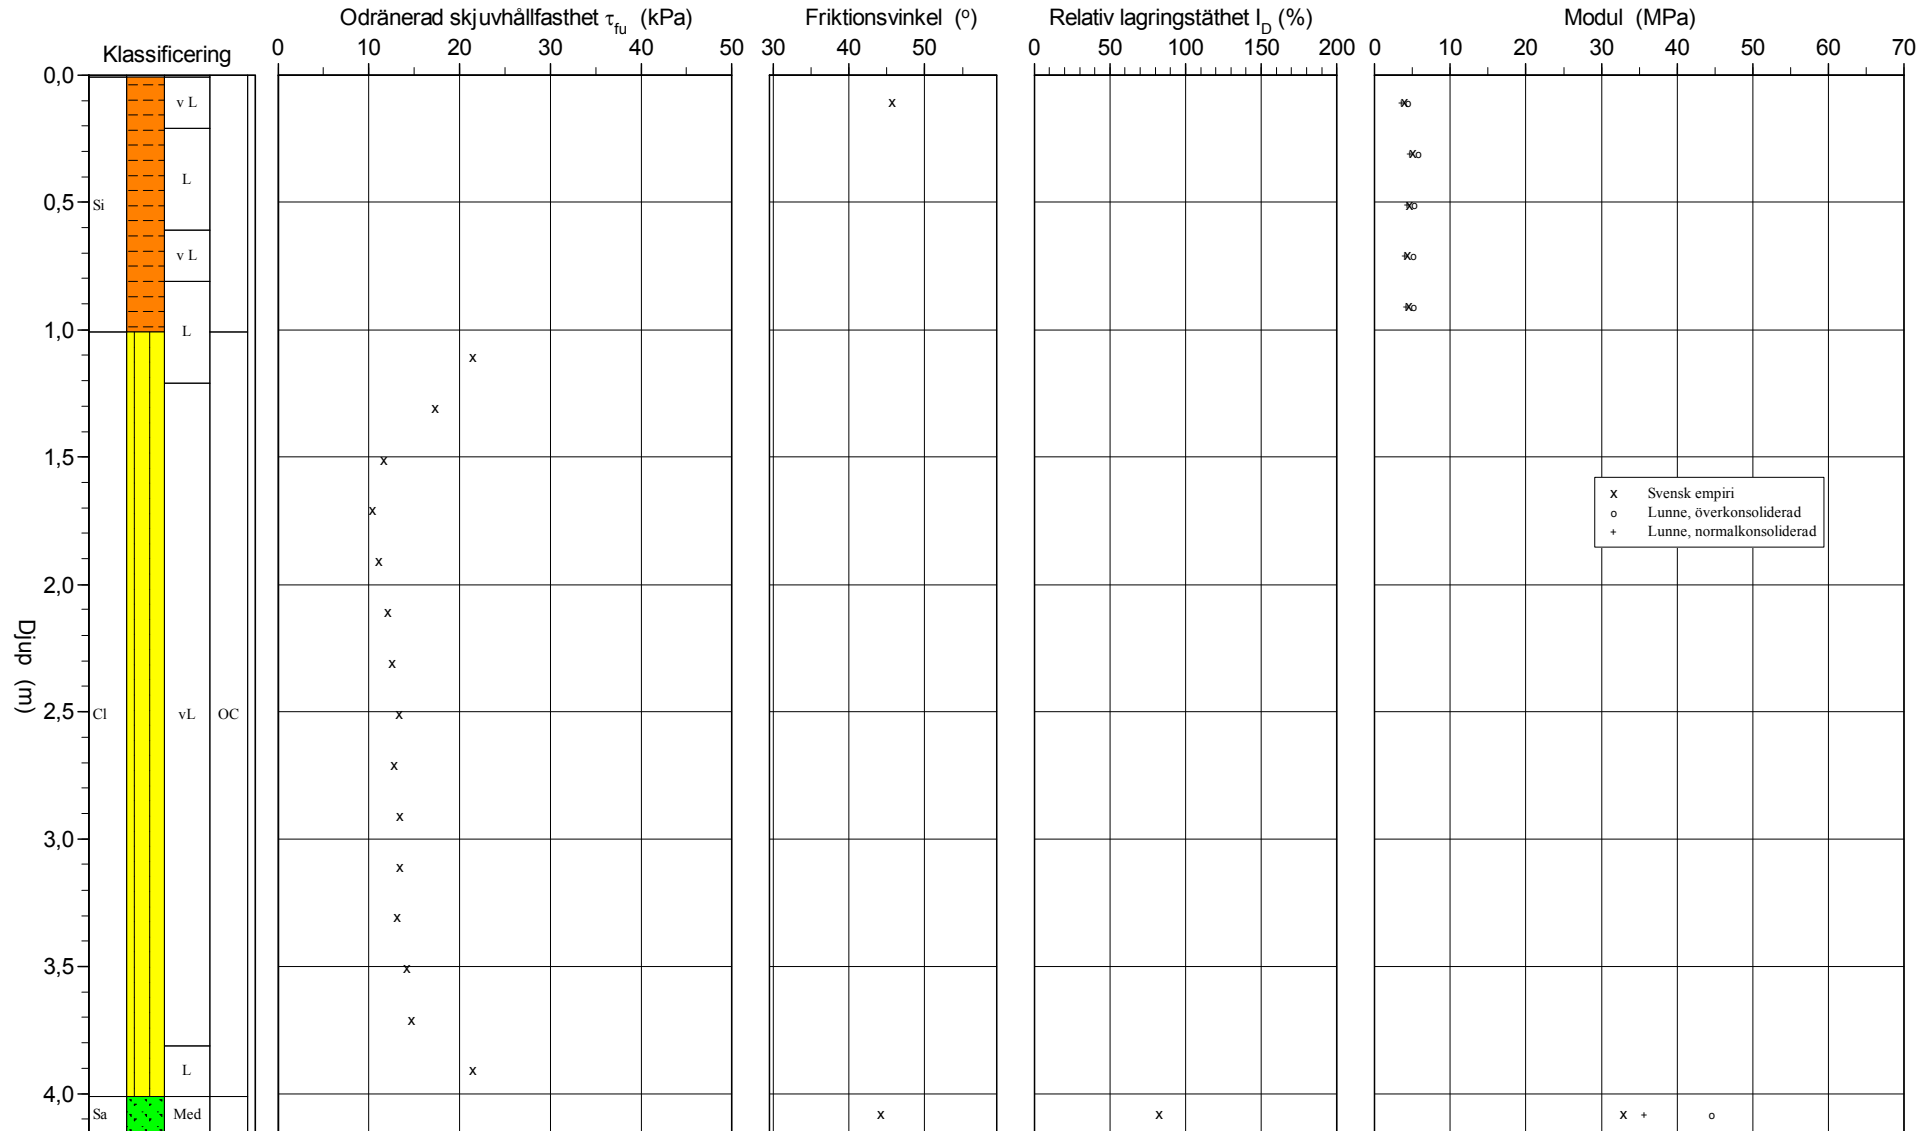 Odränerad skjuvhållfasthet τfu (kPa)
Friktionsvinkel (o)
Relativ lagringstäthet ID (%)
Modul (MPa)
Klassificering
0 10 20 30 40 50
30 40 50
0 50 100 150 200
0 10 20 30 40 50 60 70
0,0
v L
x
x
o
+
L
x
o
+
Si
0,5
x
o
+
v L
x
o
+
x
o
+
1,0
L
x
x
1,5
x
x Svensk empiri
o Lunne, överkonsoliderad
+ Lunne, normalkonsoliderad
x
x
2,0
x
x
Djup (m)
2,5
Cl
vL
OC
x
x
x
3,0
x
x
3,5
x
x
L
x
4,0
Sa
Med
x
x
x
+
o